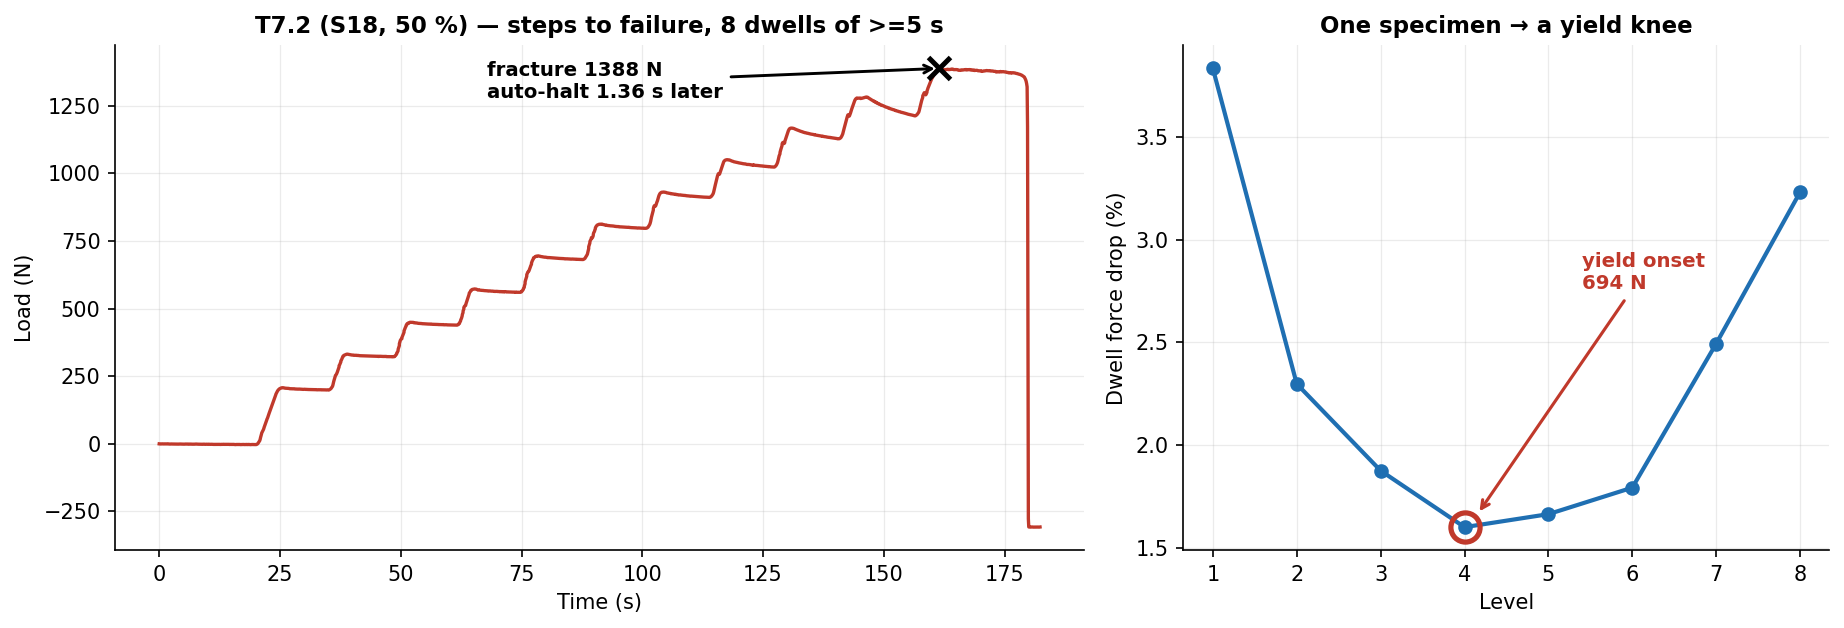 T7.2 (S18, 50 %) — steps to failure, 8 dwells of >=5 s
fracture 1388 N
auto-halt 1.36 s later
Load (N)
1250
1000
750
500
250
0
−250
0 25 50 75 100 125 150 175
Time (s)
One specimen → a yield knee
yield onset
694 N
Dwell force drop (%)
3.5
3.0
2.5
2.0
1.5
1 2 3 4 5 6 7 8
Level